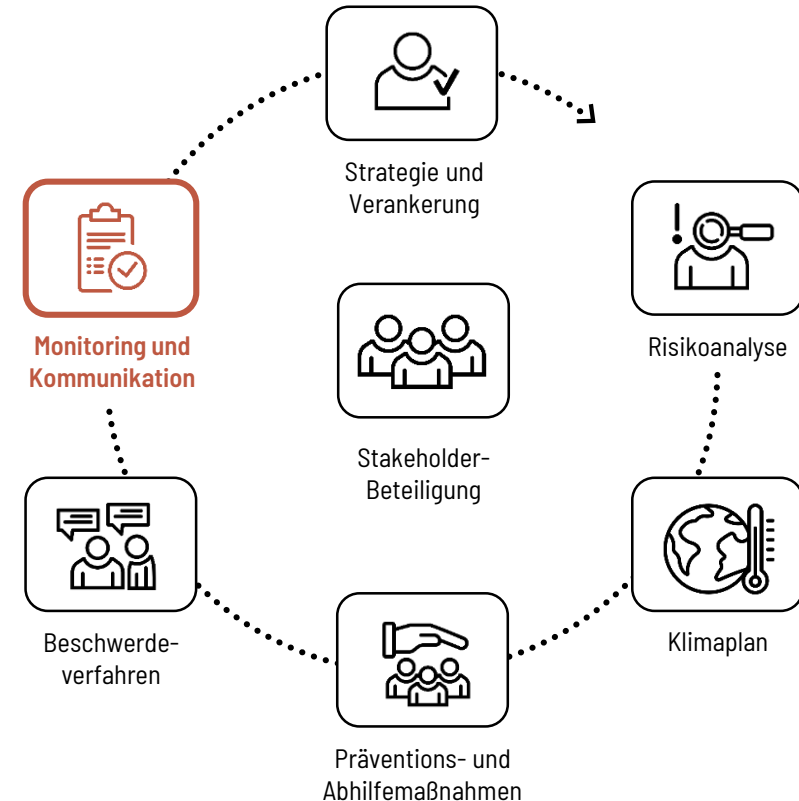 Strategie und
Verankerung
Monitoring und
Kommunikation
Risikoanalyse
Stakeholder-
Beteiligung
Beschwerde-
verfahren
Klimaplan
Präventions- und
Abhilfemaßnahmen